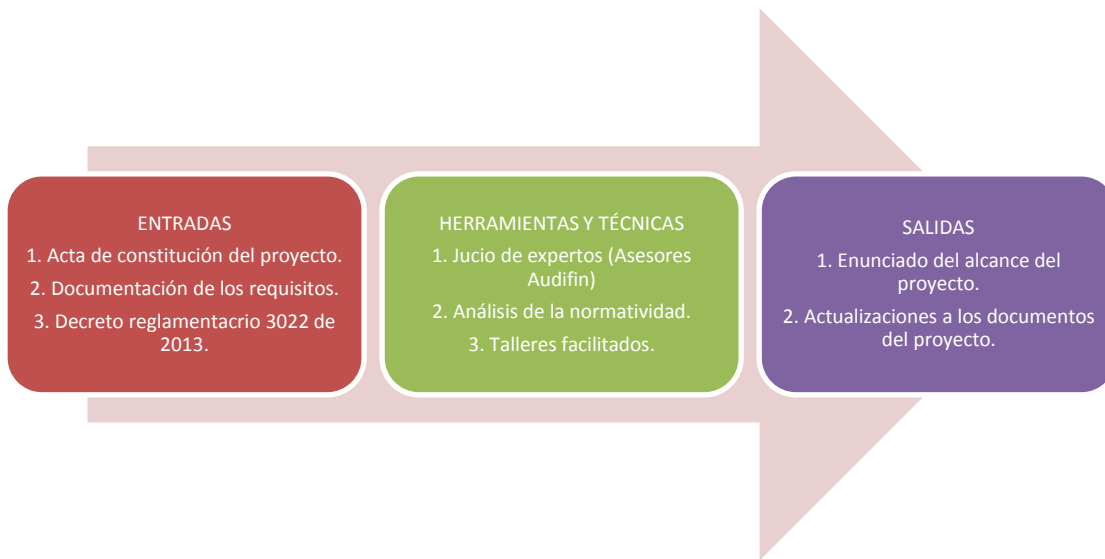 ENTRADAS
1. Acta de constitución del proyecto.
2. Documentación de los requisitos.
3. Decreto reglamentacrio 3022 de
2013.
HERRAMIENTAS Y TÉCNICAS
1. Jucio de expertos (Asesores
Audifin)
2. Análisis de la normatividad.
3. Talleres facilitados.
SALIDAS
1. Enunciado del alcance del
proyecto.
2. Actualizaciones a los documentos
del proyecto.